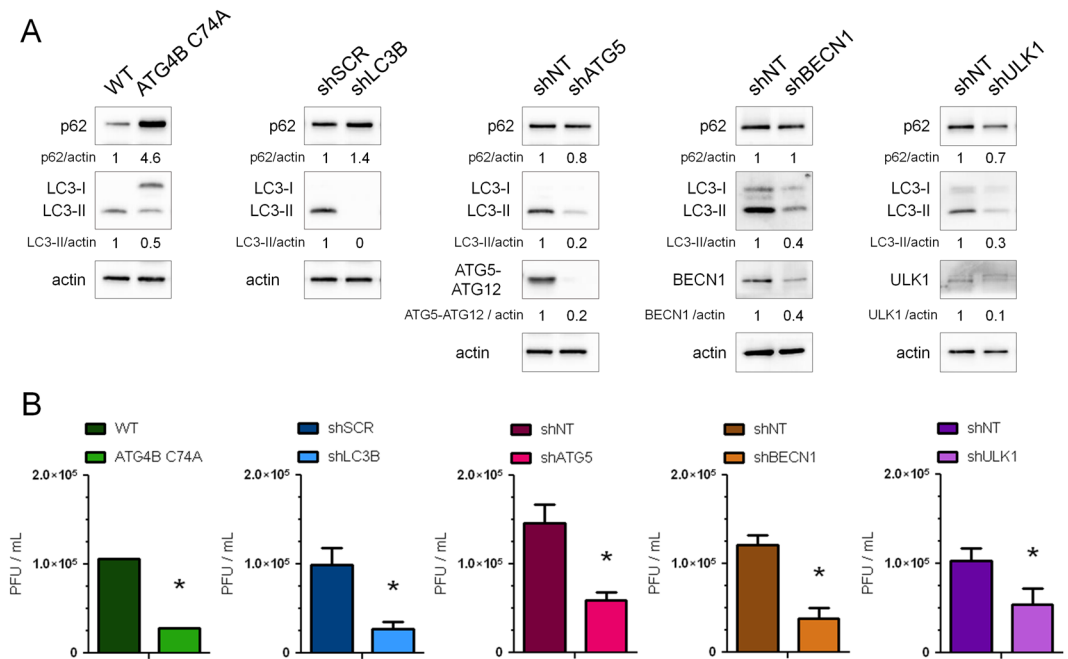 A
WT
ATG4B C74A
p62
p62/actin 1 4.6
LC3-I
LC3-II
LC3-II/actin 1 0.5
actin
shSCR
shLC3B
p62
p62/actin 1 1.4
LC3-I
LC3-II
LC3-II/actin 1 0
actin
shNT
shATG5
p62
p62/actin 1 0.8
LC3-I
LC3-II
LC3-II/actin 1 0.2
ATG5-
ATG12
ATG5-ATG12 / actin 1 0.2
actin
shNT
shBECN1
p62
p62/actin 1 1
LC3-I
LC3-II
LC3-II/actin 1 0.4
BECN1
BECN1 /actin 1 0.4
actin
shNT
shULK1
p62
p62/actin 1 0.7
LC3-I
LC3-II
LC3-II/actin 1 0.3
ULK1
ULK1 /actin 1 0.1
actin
B
WT
ATG4B C74A
2.0×10⁵
1.0×10⁵
0
PFU / mL
*
shSCR
shLC3B
2.0×10⁵
1.0×10⁵
0
PFU / mL
*
shNT
shATG5
2.0×10⁵
1.0×10⁵
0
PFU / mL
*
shNT
shBECN1
2.0×10⁵
1.0×10⁵
0
PFU / mL
*
shNT
shULK1
2.0×10⁵
1.0×10⁵
0
PFU / mL
*